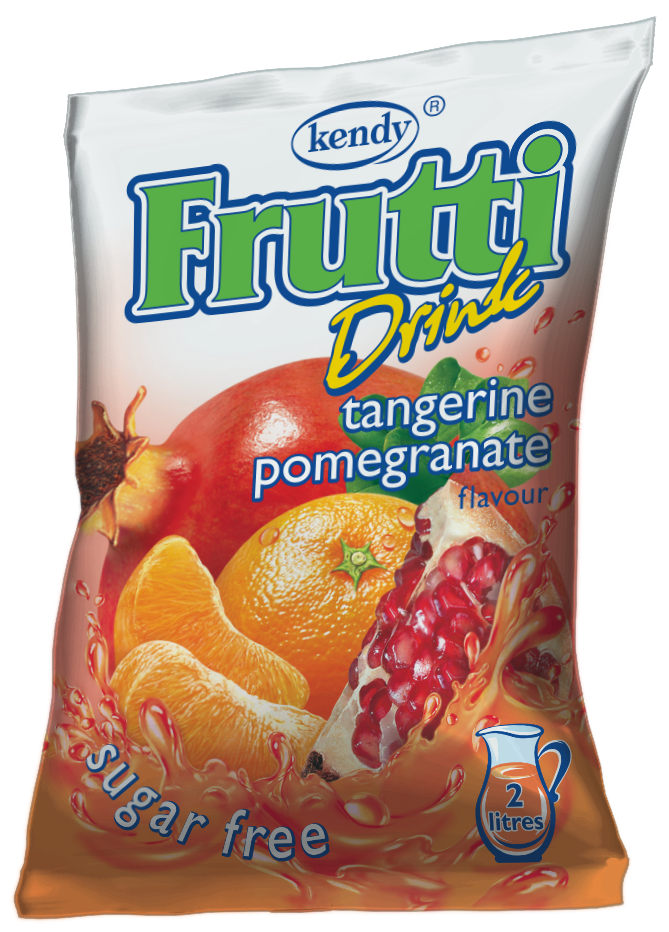 kendy ®
Frutti
Drink
tangerine
pomegranate
flavour
sugar free
2
litres